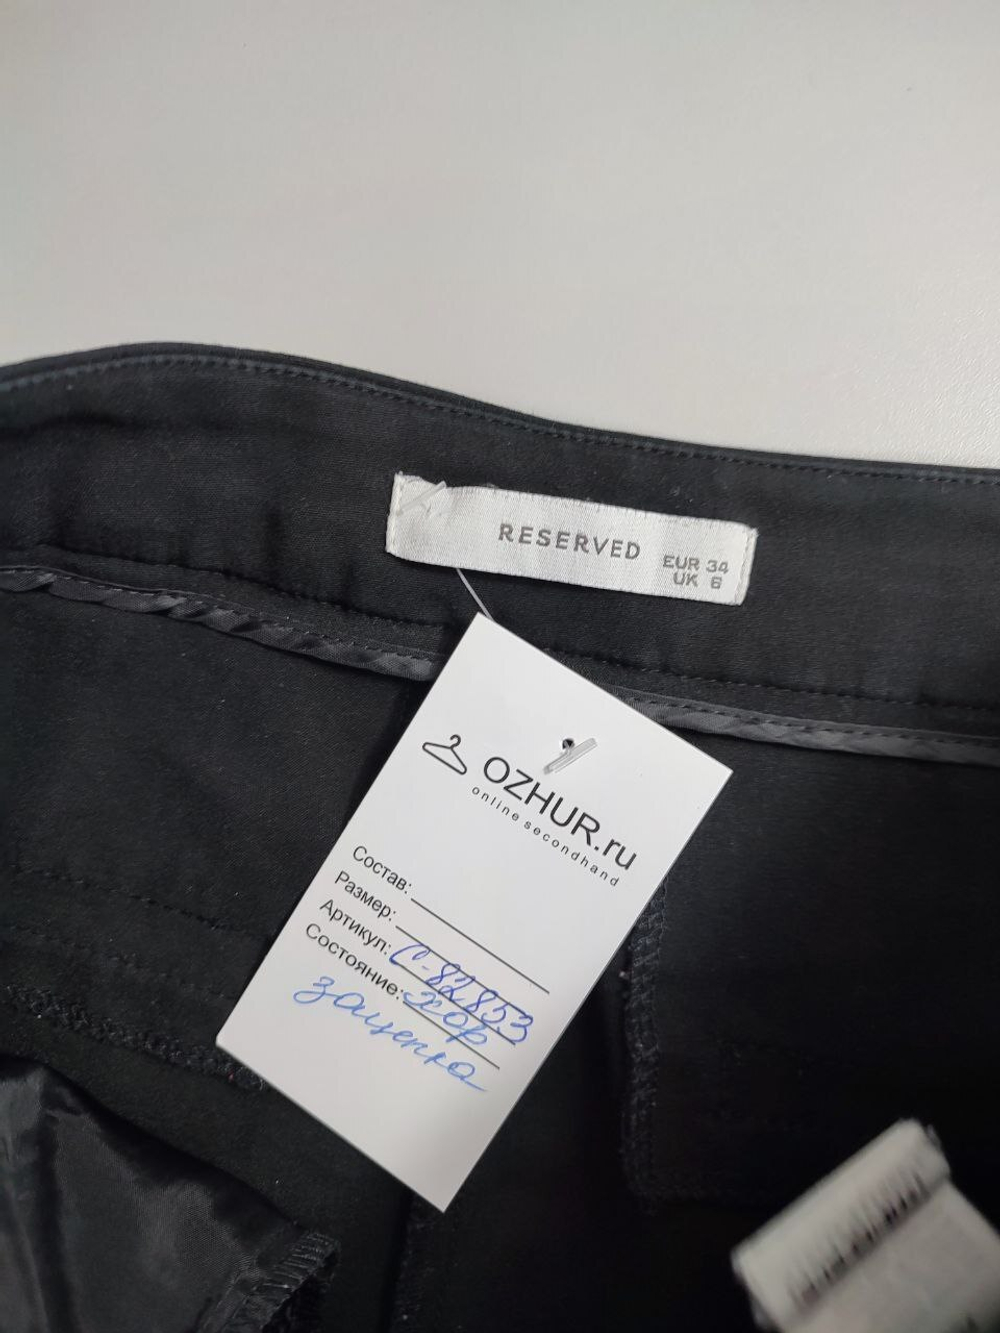 RESERVED
EUR 34
UK 6
OZHUR.ru
online secondhand
Состав:
Размер:
Артикул: С-82853
Состояние: хор
зацепка